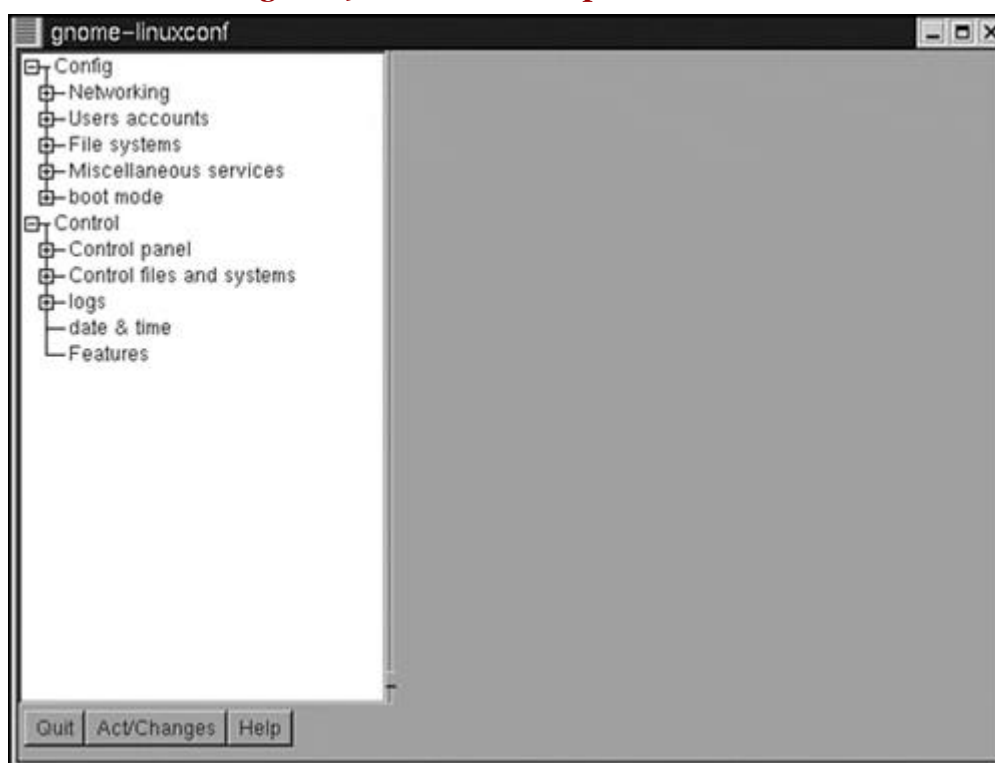 gnome-linuxconf
Config
Networking
Users accounts
File systems
Miscellaneous services
boot mode
Control
Control panel
Control files and systems
logs
date & time
Features
Quit Act/Changes Help